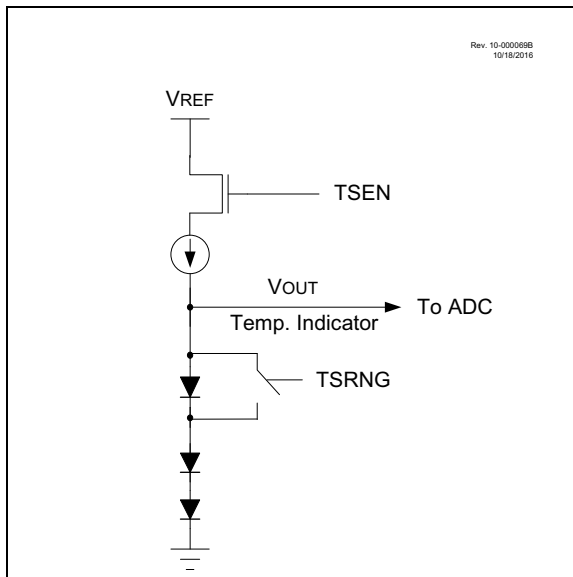 Rev. 10-000069B
10/18/2016
VREF
TSEN
VOUT
To ADC
Temp. Indicator
TSRNG